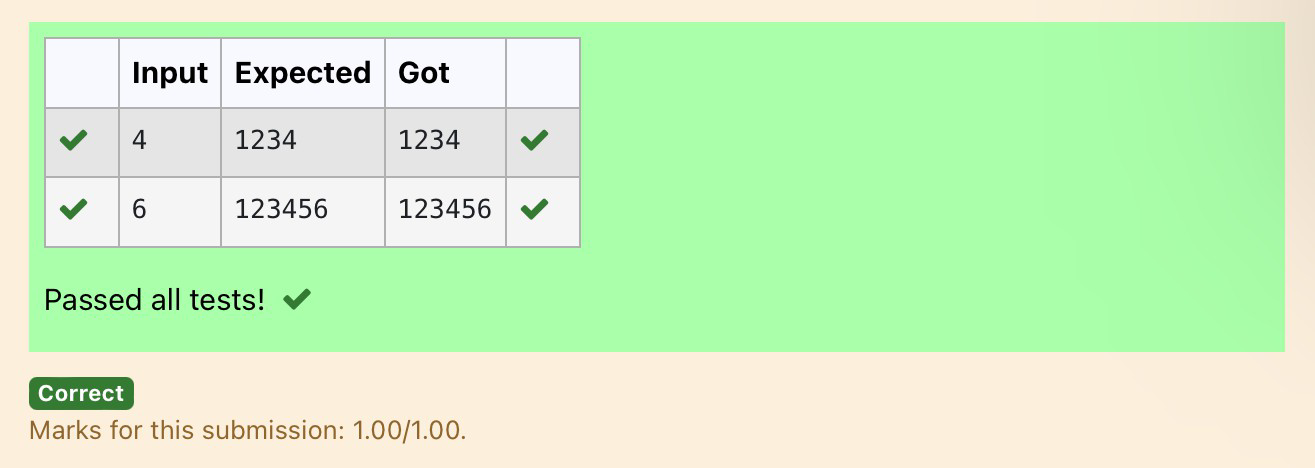 Input Expected Got
4 1234 1234
6 123456 123456
Passed all tests!
Correct
Marks for this submission: 1.00/1.00.